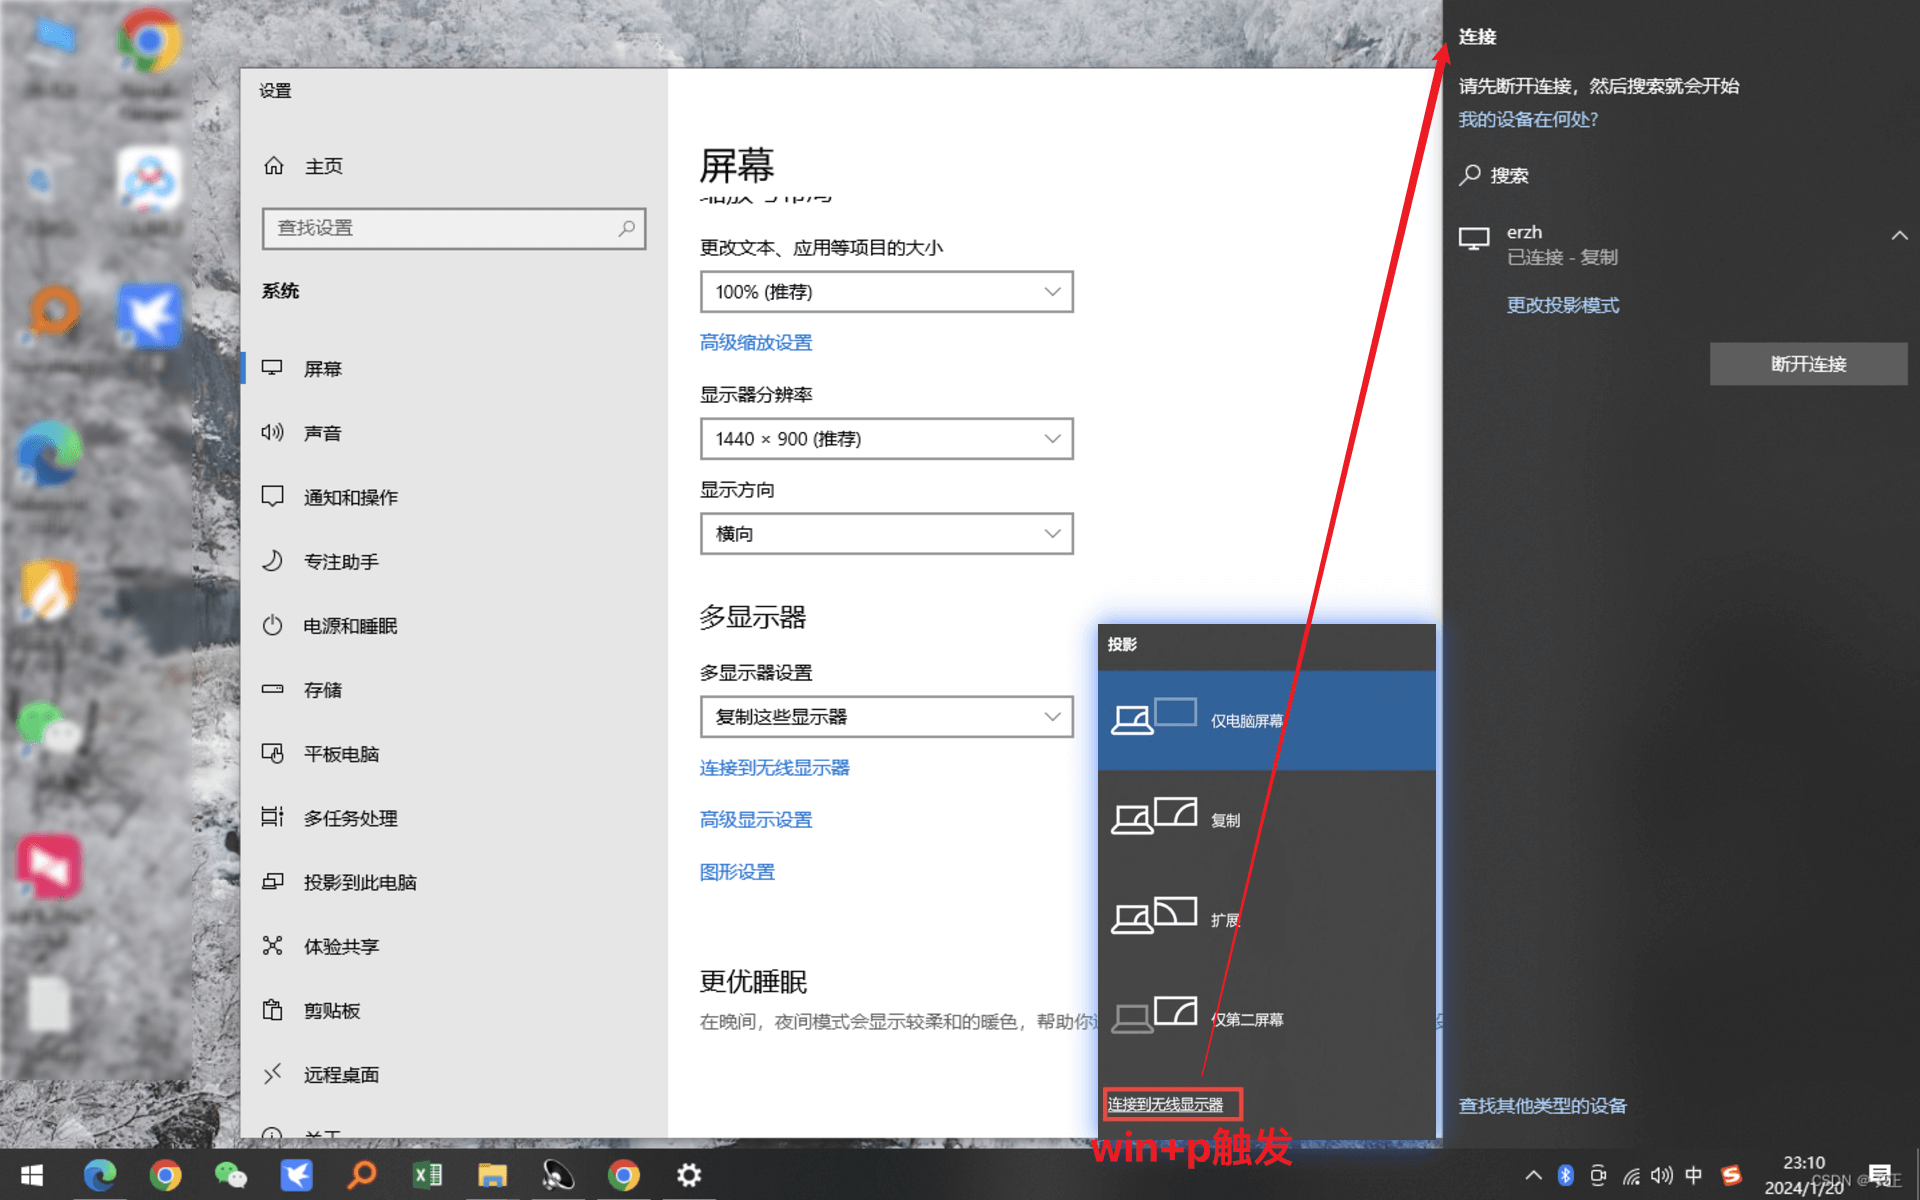 设置
主页
查找设置
系统
屏幕
声音
通知和操作
专注助手
电源和睡眠
存储
平板电脑
多任务处理
投影到此电脑
体验共享
剪贴板
远程桌面
屏幕
更改文本、应用等项目的大小
100% (推荐)
高级缩放设置
显示器分辨率
1440 × 900 (推荐)
显示方向
横向
多显示器
多显示器设置
复制这些显示器
连接到无线显示器
高级显示设置
图形设置
更优睡眠
在晚间，夜间模式会显示较柔和的暖色，帮助你
投影
仅电脑屏幕
复制
扩展
仅第二屏幕
连接到无线显示器
win+p触发
连接
请先断开连接，然后搜索就会开始
我的设备在何处?
搜索
erzh
已连接 - 复制
更改投影模式
断开连接
查找其他类型的设备
中
23:10
2024/1/20
CSDN